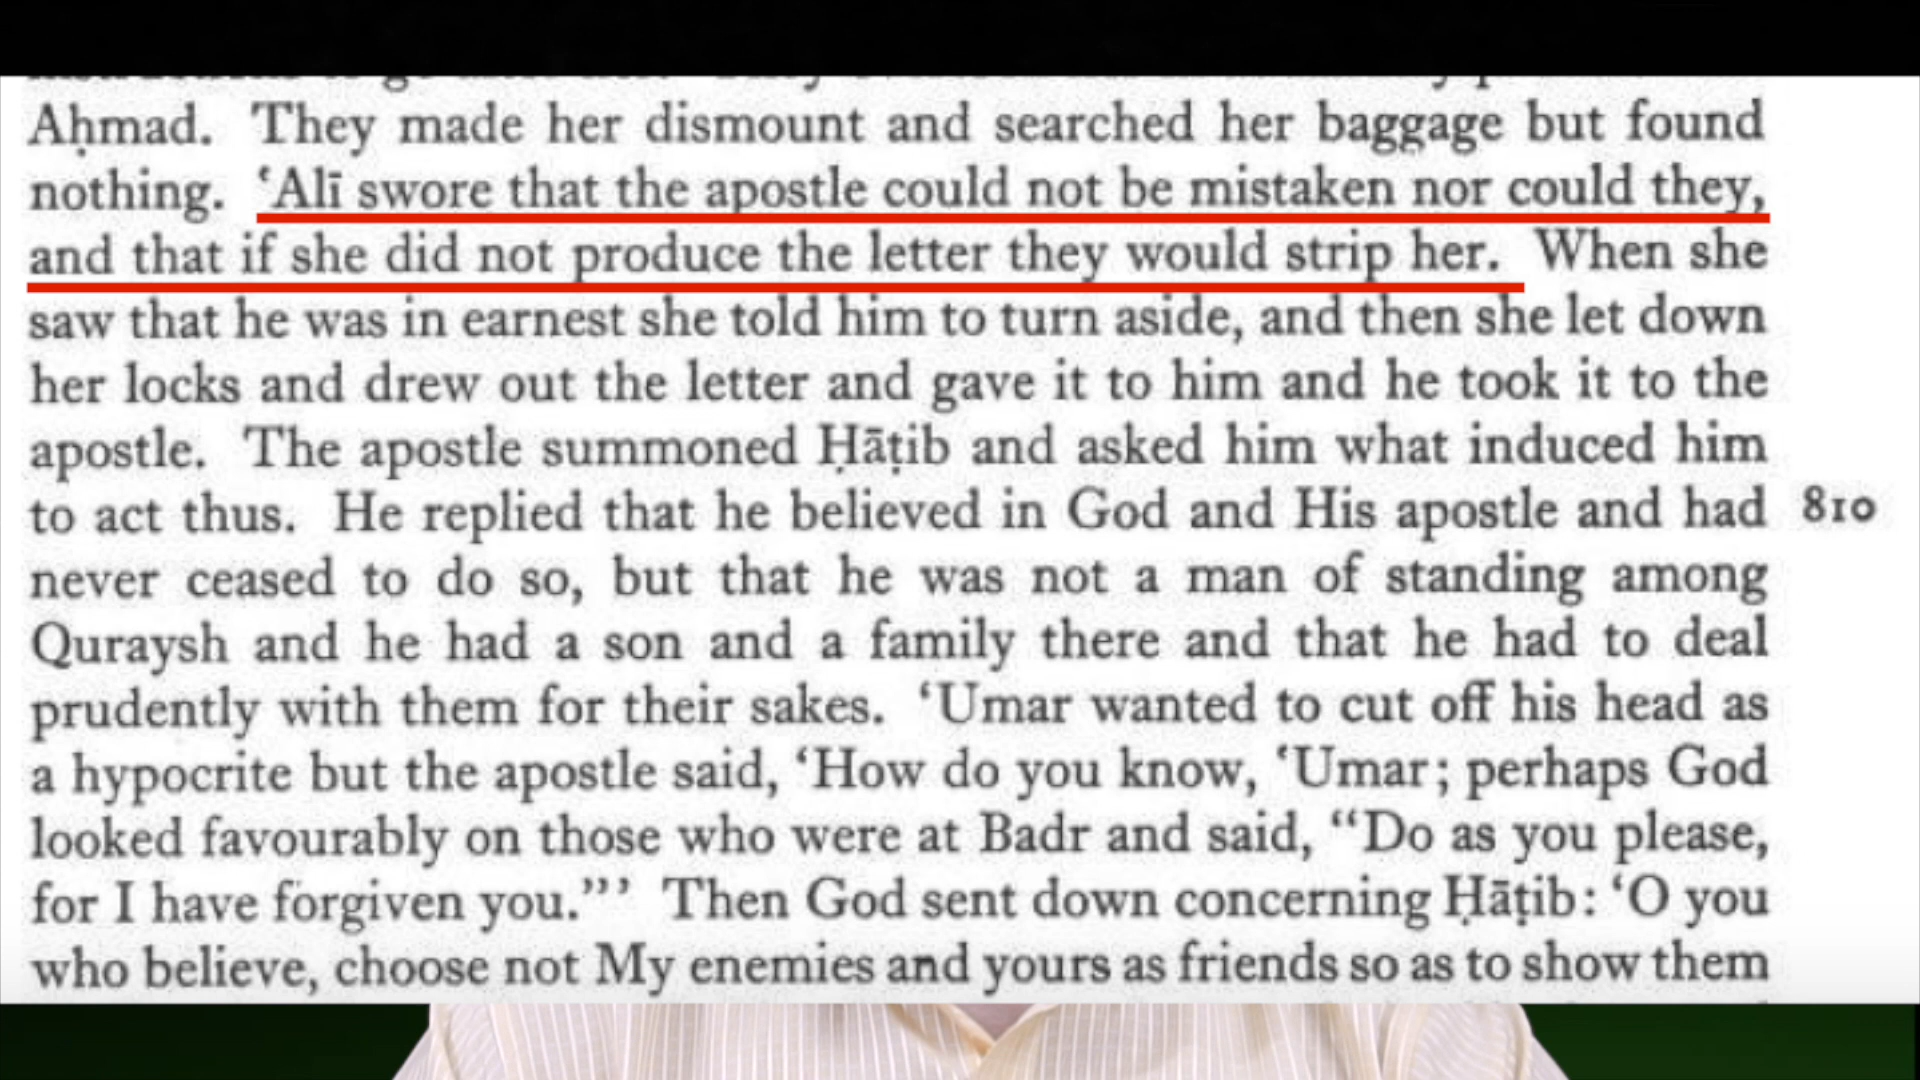 Aḥmad. They made her dismount and searched her baggage but found
nothing. ‘Alī swore that the apostle could not be mistaken nor could they,
and that if she did not produce the letter they would strip her. When she
saw that he was in earnest she told him to turn aside, and then she let down
her locks and drew out the letter and gave it to him and he took it to the
apostle. The apostle summoned Ḥāṭib and asked him what induced him
to act thus. He replied that he believed in God and His apostle and had 810
never ceased to do so, but that he was not a man of standing among
Quraysh and he had a son and a family there and that he had to deal
prudently with them for their sakes. ‘Umar wanted to cut off his head as
a hypocrite but the apostle said, ‘How do you know, ‘Umar; perhaps God
looked favourably on those who were at Badr and said, “Do as you please,
for I have forgiven you.”’ Then God sent down concerning Ḥāṭib: ‘O you
who believe, choose not My enemies and yours as friends so as to show them